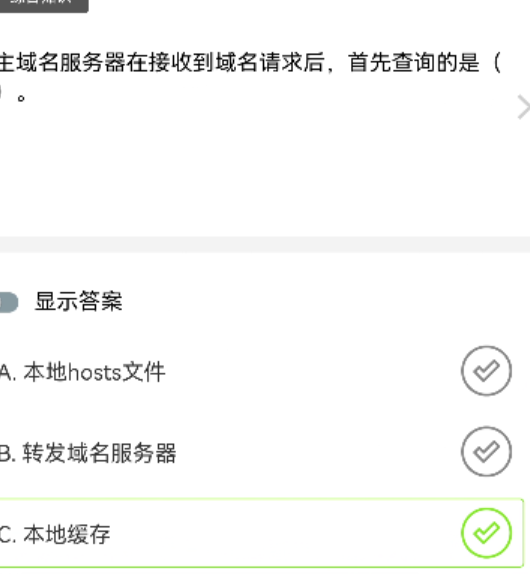 主域名服务器在接收到域名请求后，首先查询的是（
）。
显示答案
A. 本地hosts文件
B. 转发域名服务器
C. 本地缓存